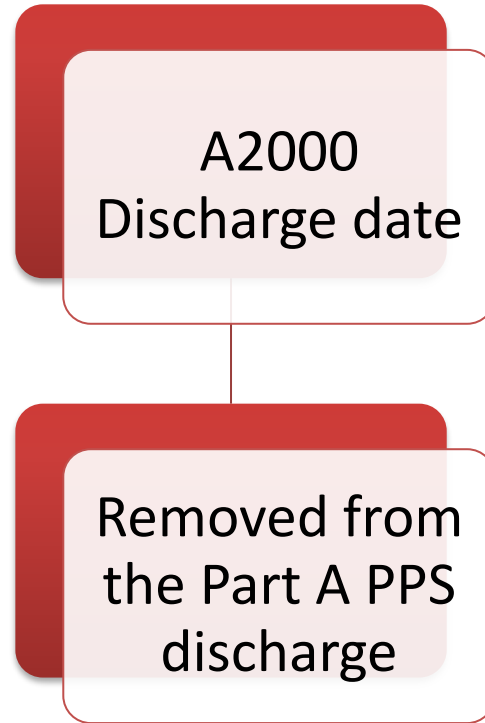 A2000
Discharge date
Removed from
the Part A PPS
discharge